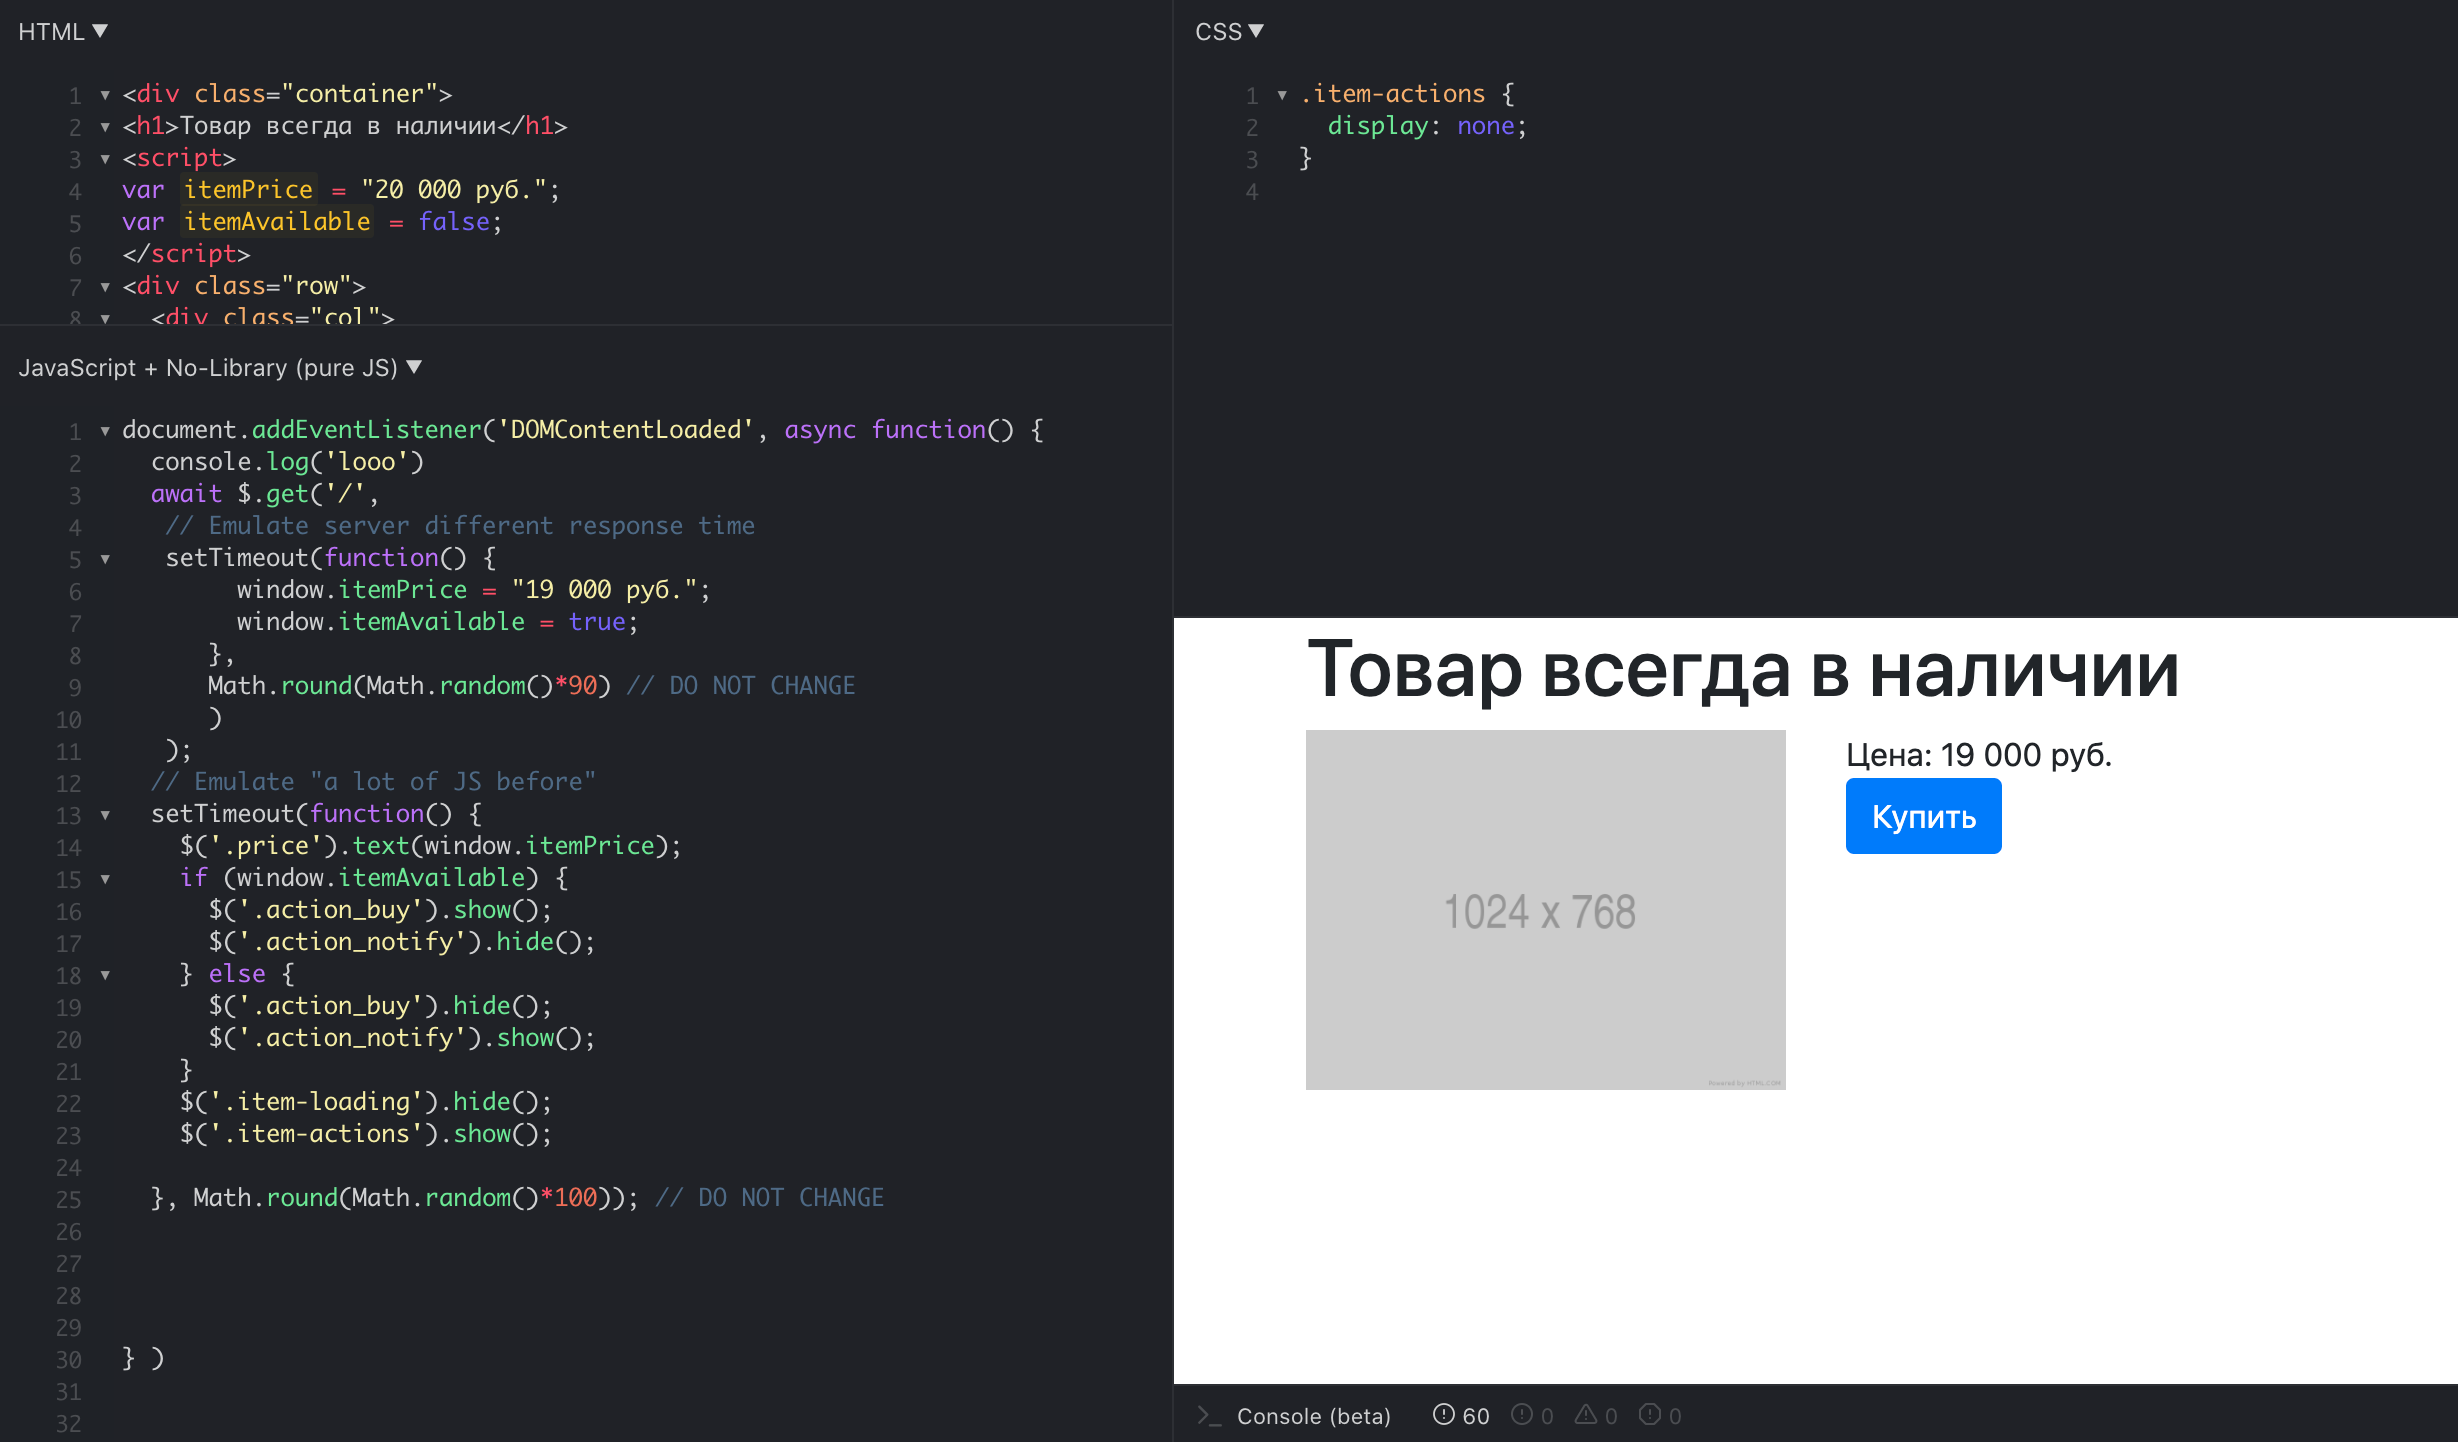 HTML ▼
1 ▼ <div class="container">
2 ▼ <h1>Товар всегда в наличии</h1>
3 ▼ <script>
4 var itemPrice = "20 000 руб.";
5 var itemAvailable = false;
6 </script>
7 ▼ <div class="row">
8 ▼ <div class="col">
JavaScript + No-Library (pure JS) ▼
1 ▼ document.addEventListener('DOMContentLoaded', async function() {
2 console.log('looo')
3 await $.get('/',
4 // Emulate server different response time
5 ▼ setTimeout(function() {
6 window.itemPrice = "19 000 руб.";
7 window.itemAvailable = true;
8 },
9 Math.round(Math.random()*90) // DO NOT CHANGE
10 )
11 );
12 // Emulate "a lot of JS before"
13 ▼ setTimeout(function() {
14 $('.price').text(window.itemPrice);
15 ▼ if (window.itemAvailable) {
16 $('.action_buy').show();
17 $('.action_notify').hide();
18 ▼ } else {
19 $('.action_buy').hide();
20 $('.action_notify').show();
21 }
22 $('.item-loading').hide();
23 $('.item-actions').show();
24
25 }, Math.round(Math.random()*100)); // DO NOT CHANGE
26
27
28
29
30 } )
31
32
CSS ▼
1 ▼ .item-actions {
2 display: none;
3 }
4
Товар всегда в наличии
1024 x 768
Powered by HTML.COM
Цена: 19 000 руб.
Купить
>_ Console (beta) 60 0 0 0